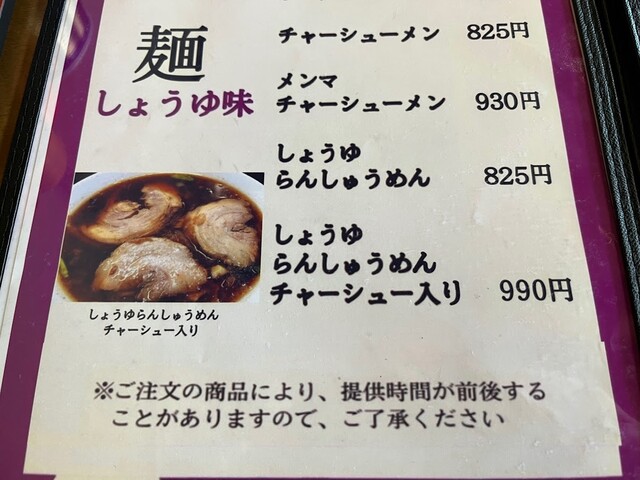 麺
しょうゆ味
チャーシューメン 825円
メンマ
チャーシューメン 930円
しょうゆ
らんしゅうめん 825円
しょうゆ
らんしゅうめん
チャーシュー入り 990円
しょうゆらんしゅうめん
チャーシュー入り
※ご注文の商品により、提供時間が前後する
ことがありますので、ご了承ください